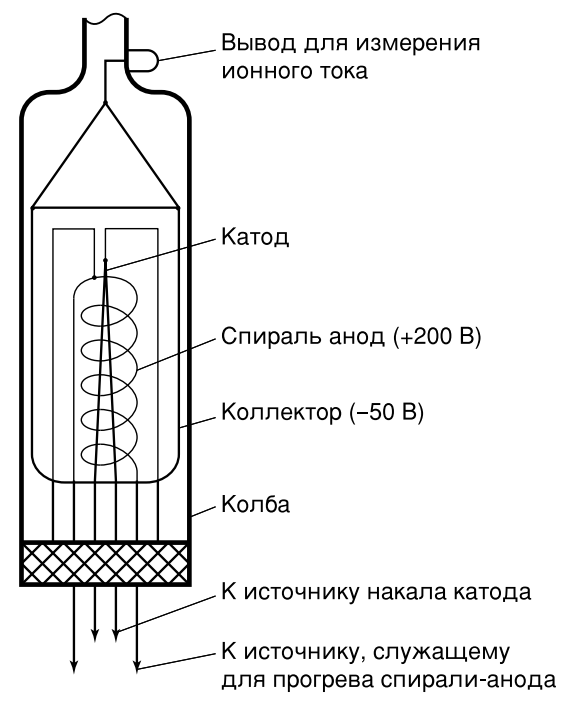 Вывод для измерения
ионного тока
Катод
Спираль анод (+200 В)
Коллектор (−50 В)
Колба
К источнику накала катода
К источнику, служащему
для прогрева спирали-анода